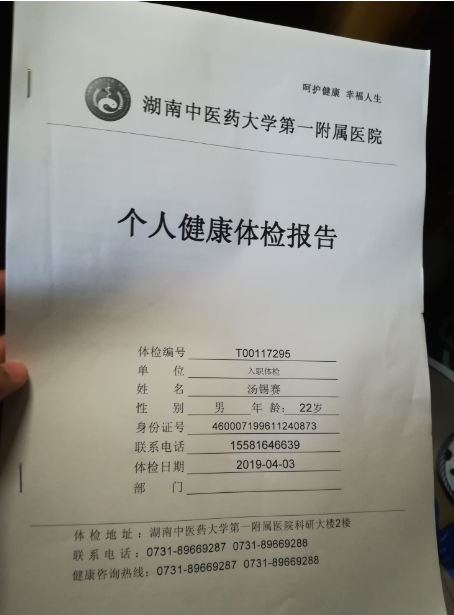 呵护健康 幸福人生
湖南中医药大学第一附属医院
个人健康体检报告
体检编号 T00117295
单 位 入职体检
姓 名 汤锡赛
性 别 男 年 龄: 22岁
身份证号 460007199611240873
联系电话 15581646639
体检日期 2019-04-03
部 门
体 检 地 址:湖南中医药大学第一附属医院科研大楼2楼
联 系 电 话:0731-89669287 0731-89669288
健康咨询热线:0731-89669287 0731-89669288